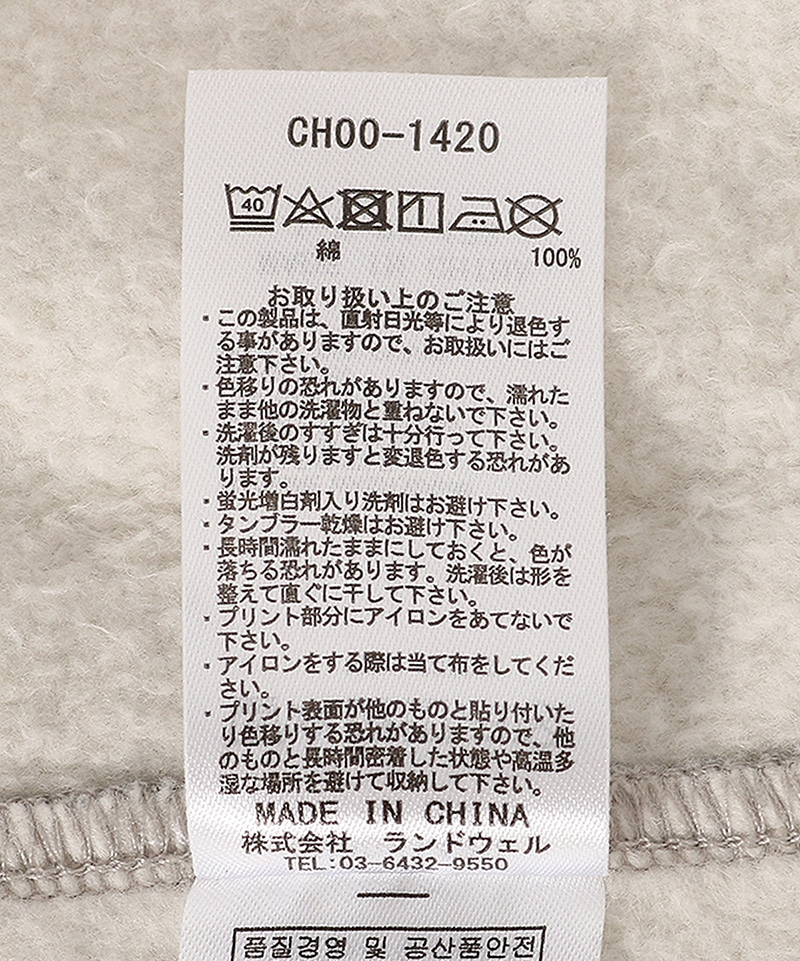 CH00-1420
40
綿
100%
お取り扱い上のご注意
・この製品は、直射日光等により退色す
る事がありますので、お取扱いにはご
注意下さい。
・色移りの恐れがありますので、濡れた
まま他の洗濯物と重ねないで下さい。
・洗濯後のすすぎは十分行って下さい。
洗剤が残りますと変退色する恐れがあ
ります。
・蛍光増白剤入り洗剤はお避け下さい。
・タンブラー乾燥はお避け下さい。
・長時間濡れたままにしておくと、色が
落ちる恐れがあります。洗濯後は形を
整えて直ぐに干して下さい。
・プリント部分にアイロンをあてないで
下さい。
・アイロンをする際は当て布をしてくだ
さい。
・プリント表面が他のものと貼り付いた
り色移りする恐れがありますので、他
のものと長時間密着した状態や高温多
湿な場所を避けて収納して下さい。
MADE IN CHINA
株式会社 ランドウェル
TEL:03-6432-9550
품질경영 및 공산품안전